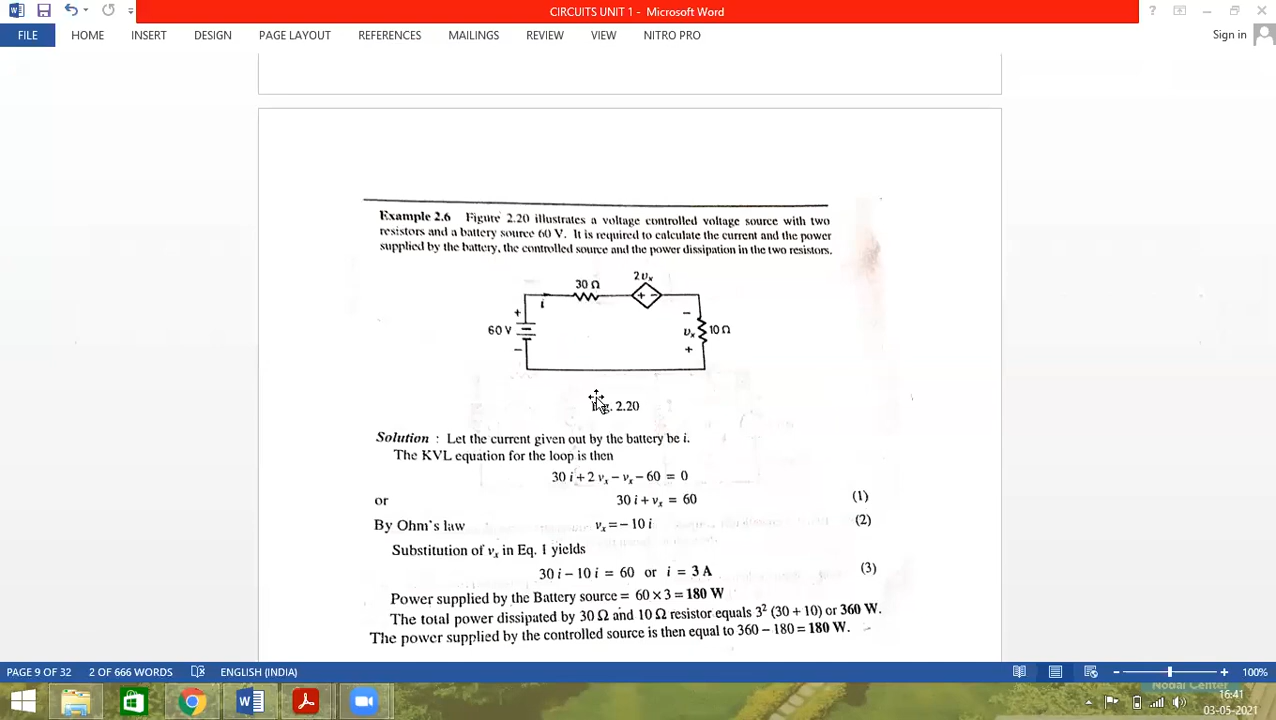 CIRCUITS UNIT 1 - Microsoft Word
FILE HOME INSERT DESIGN PAGE LAYOUT REFERENCES MAILINGS REVIEW VIEW NITRO PRO Sign in
Example 2.6 Figure 2.20 illustrates a voltage controlled voltage source with two
resistors and a battery source 60 V. It is required to calculate the current and the power
supplied by the battery, the controlled source and the power dissipation in the two resistors.
2υₓ
30 Ω
+ −
i
+
−
60 V
υₓ
10 Ω
−
+
2.20
Solution : Let the current given out by the battery be i.
The KVL equation for the loop is then
30 i + 2 vₓ − vₓ − 60 = 0
or 30 i + vₓ = 60 (1)
By Ohm's law vₓ = − 10 i (2)
Substitution of vₓ in Eq. 1 yields
30 i − 10 i = 60 or i = 3 A (3)
Power supplied by the Battery source = 60 × 3 = 180 W
The total power dissipated by 30 Ω and 10 Ω resistor equals 3² (30 + 10) or 360 W.
The power supplied by the controlled source is then equal to 360 − 180 = 180 W.
PAGE 9 OF 32 2 OF 666 WORDS ENGLISH (INDIA) 100%
Nodal Center
16:41
03-05-2021